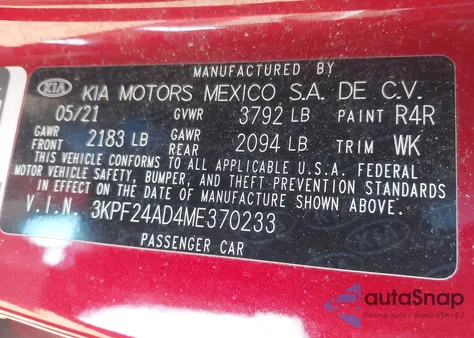 MANUFACTURED BY
KIA KIA MOTORS MEXICO S.A. DE C.V.
05/21 GVWR 3792 LB PAINT R4R
GAWR FRONT 2183 LB GAWR REAR 2094 LB TRIM WK
THIS VEHICLE CONFORMS TO ALL APPLICABLE U.S.A. FEDERAL
MOTOR VEHICLE SAFETY, BUMPER, AND THEFT PREVENTION STANDARDS
IN EFFECT ON THE DATE OF MANUFACTURE SHOWN ABOVE.
V.I.N. 3KPF24AD4ME370233
PASSENGER CAR
autoSnap